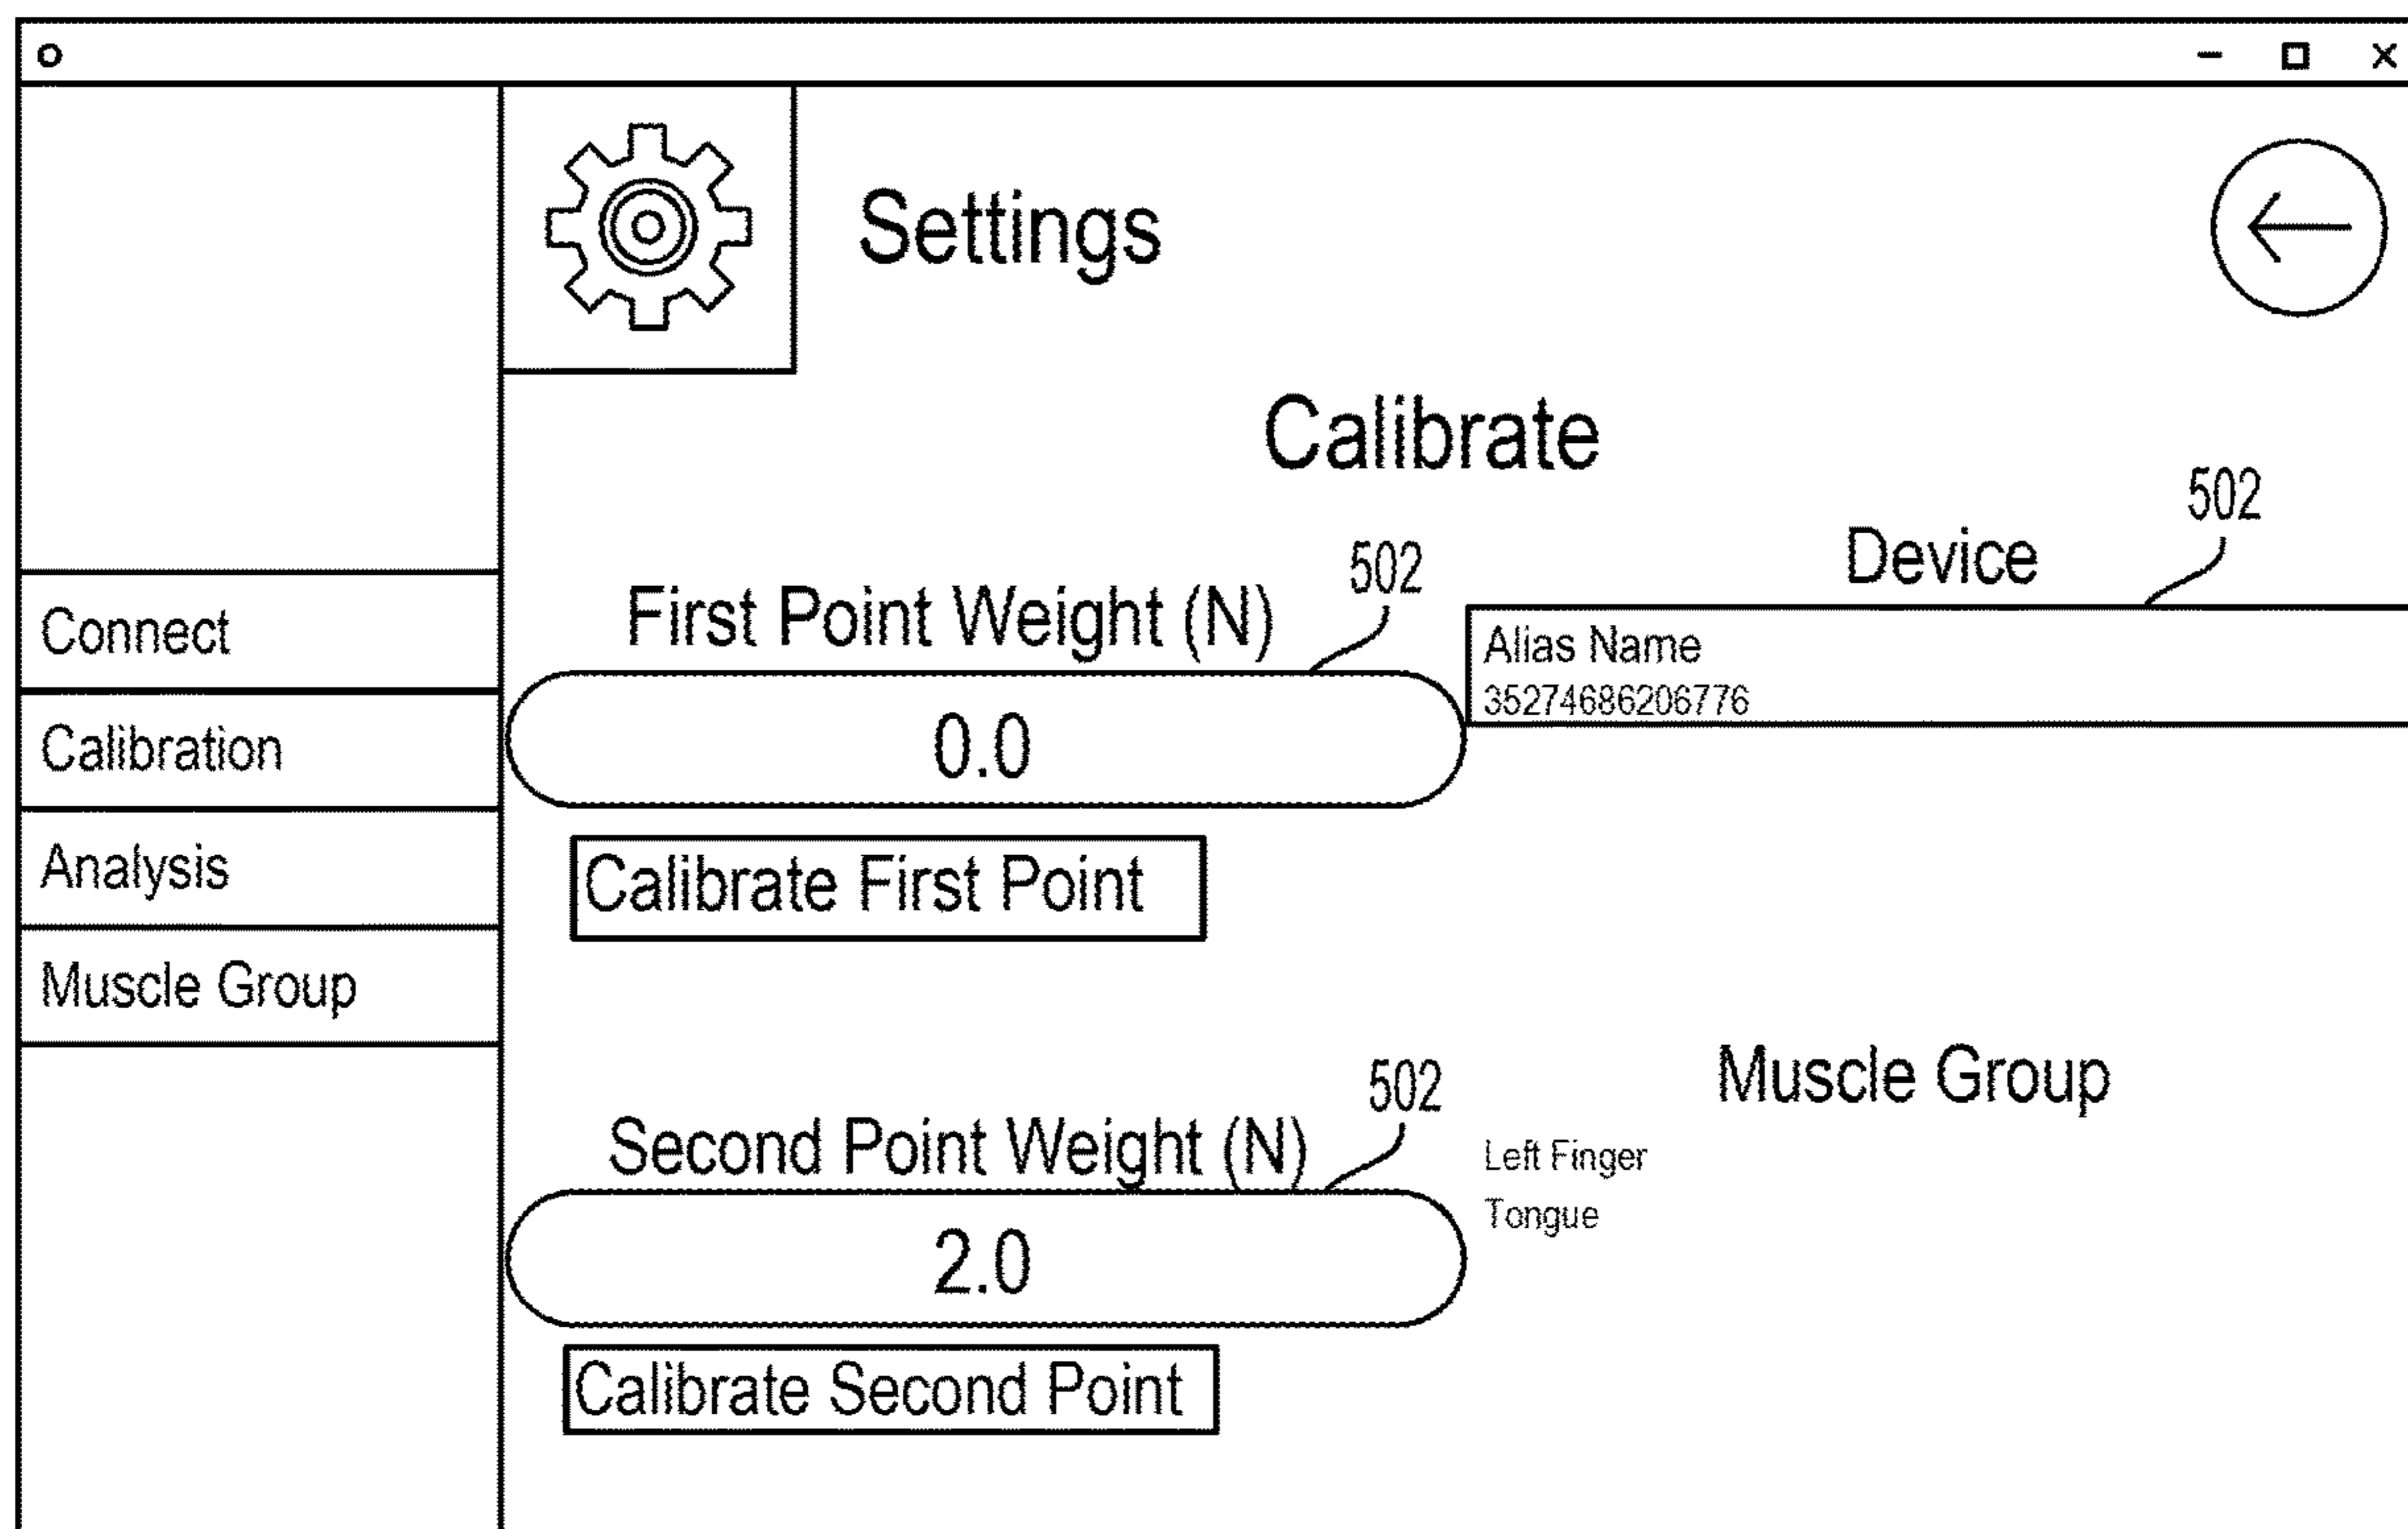 Settings
Calibrate
Connect
Calibration
Analysis
Muscle Group
First Point Weight (N)
502
0.0
Calibrate First Point
Second Point Weight (N)
502
2.0
Calibrate Second Point
Device
502
Alias Name
35274686206776
Muscle Group
Left Finger
Tongue